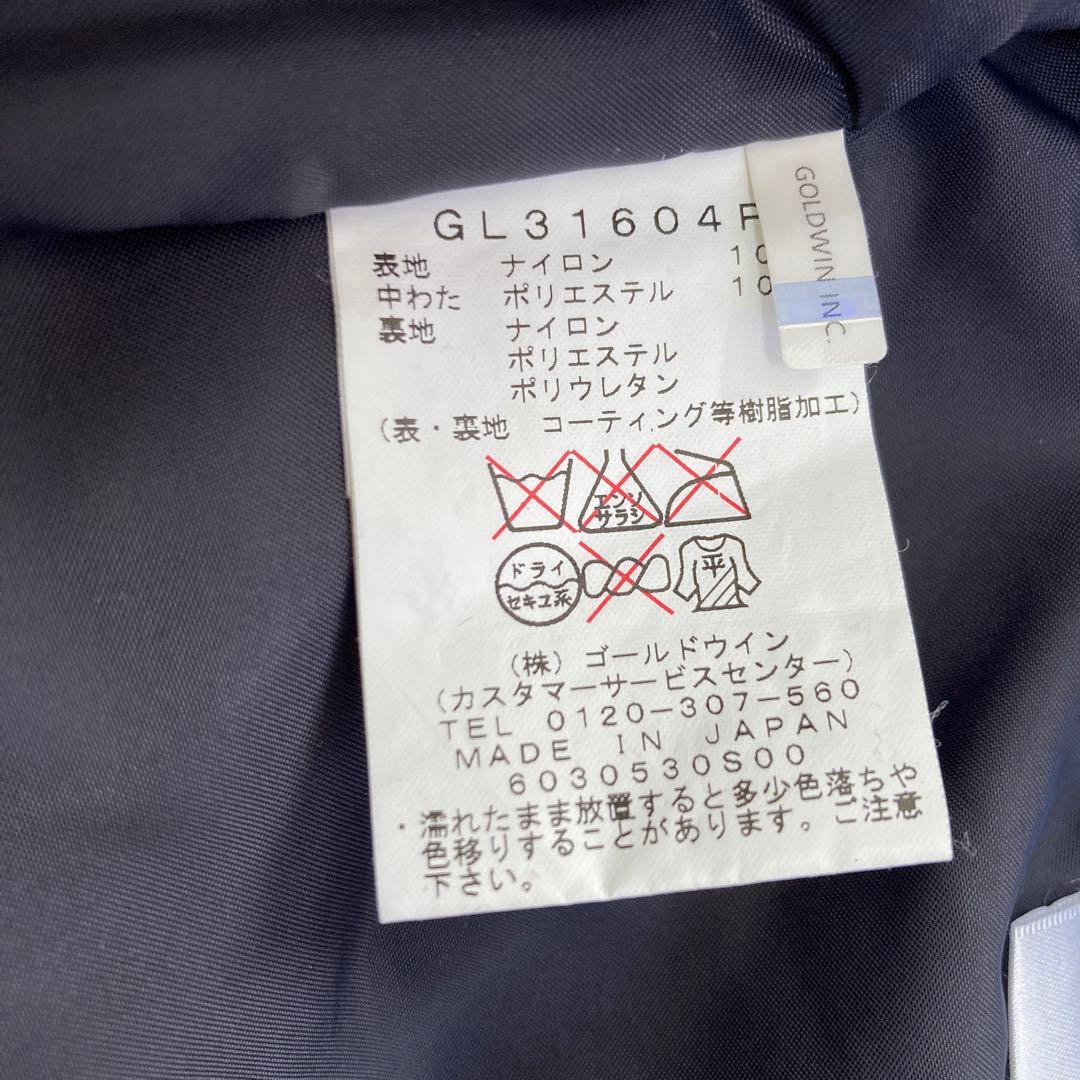 GL31604P
GOLDWIN INC.
表地 ナイロン 10
中わた ポリエステル 10
裏地 ナイロン
ポリエステル
ポリウレタン
(表・裏地 コーティング等樹脂加工)
エンソ
サラシ
ドライ
セキユ系
平
(株) ゴールドウイン
(カスタマーサービスセンター)
TEL 0120-307-560
MADE IN JAPAN
6030530S00
・濡れたまま放置すると多少色落ちや
色移りすることがあります。ご注意
下さい。